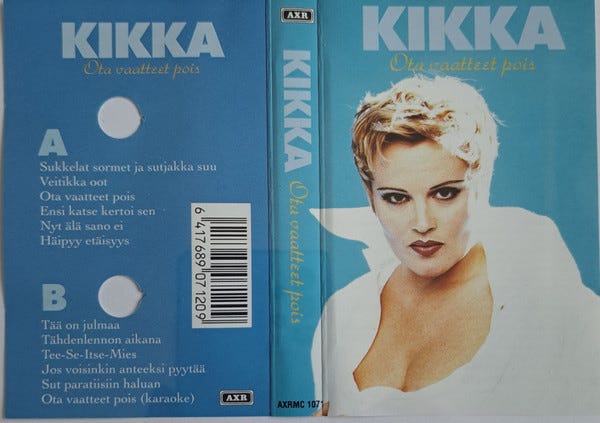 KIKKA
Ota vaatteet pois
A
Sukkelat sormet ja sutjakka suu
Veitikka oot
Ota vaatteet pois
Ensi katse kertoi sen
Nyt älä sano ei
Häipyy etäisyys
B
Tää on julmaa
Tähdenlennon aikana
Tee-Se-Itse-Mies
Jos voisinkin anteeksi pyytää
Sut paratiisiin haluan
Ota vaatteet pois (karaoke)
6 417689 071209
AXR
AXR
KIKKA
Ota vaatteet pois
AXRMC 1071
KIKKA
Ota vaatteet pois